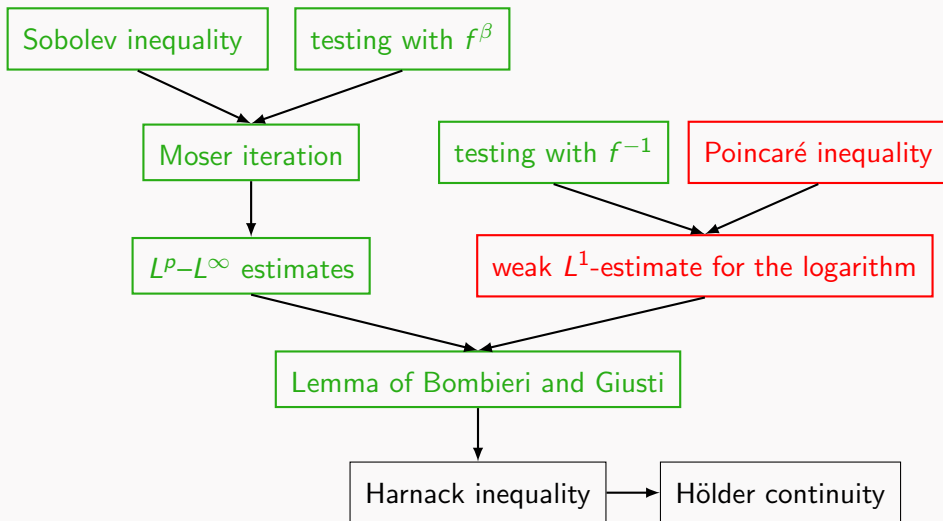 Sobolev inequality
testing with f^β
Moser iteration
testing with f^{-1}
Poincaré inequality
L^p–L^∞ estimates
weak L^1-estimate for the logarithm
Lemma of Bombieri and Giusti
Harnack inequality
Hölder continuity